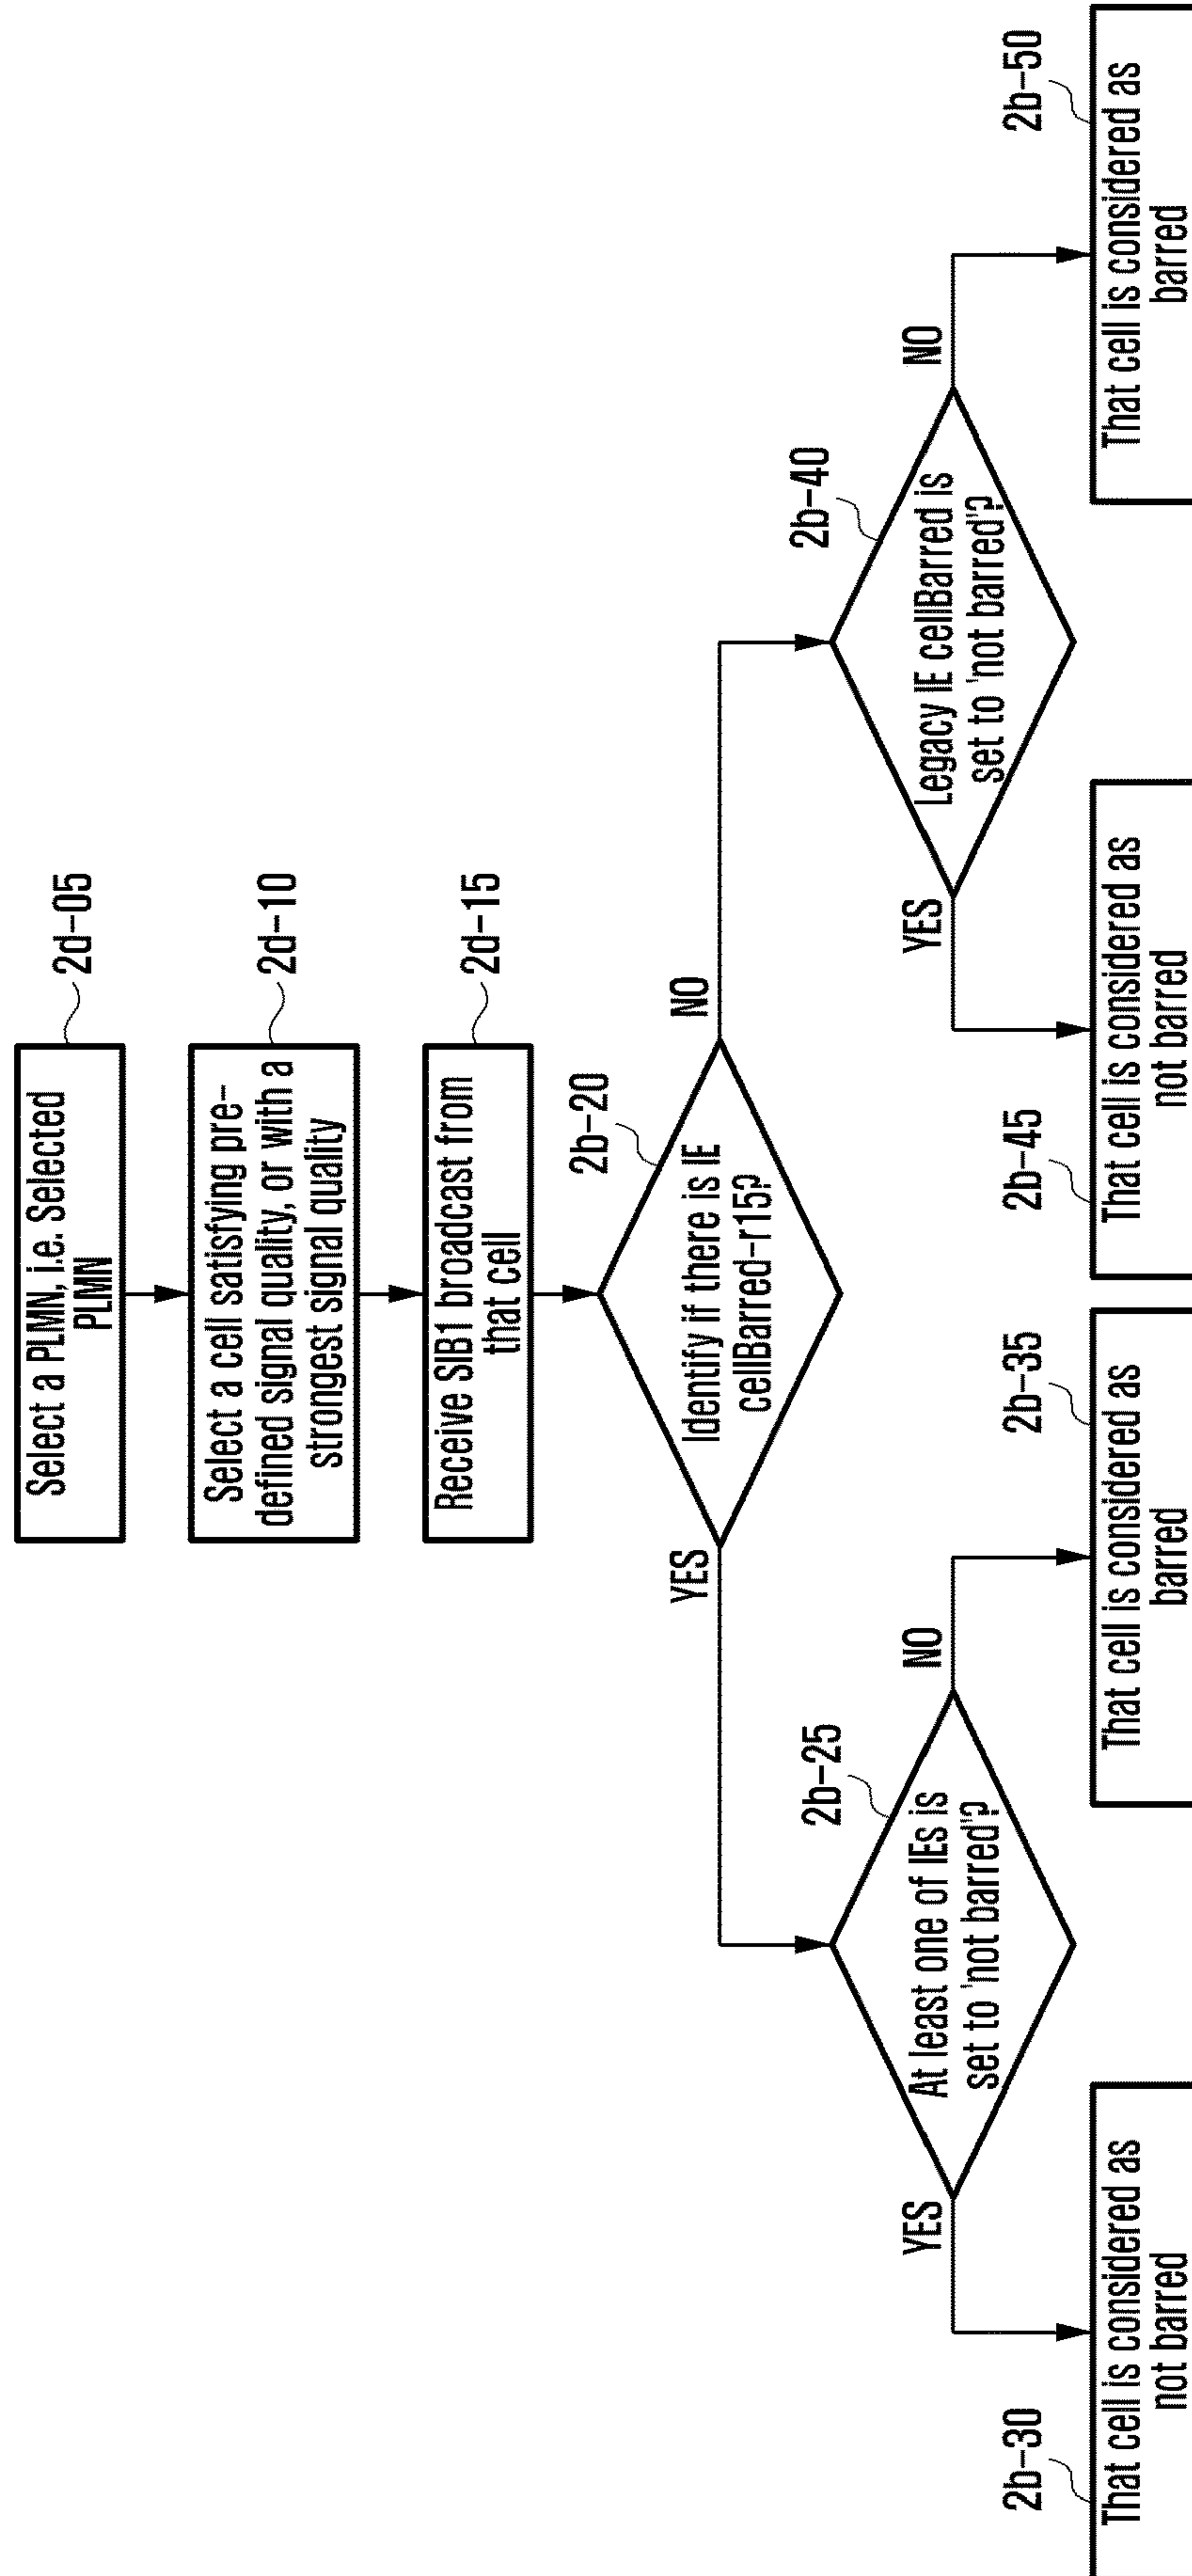 Select a PLMN, i.e. Selected
PLMN
2d-05
Select a cell satisfying pre-
defined signal quality, or with a
strongest signal quality
2d-10
Receive SIB1 broadcast from
that cell
2d-15
Identify if there is IE
cellBarred-r15?
2b-20
YES
NO
At least one of IEs is
set to 'not barred'?
2b-25
YES
NO
Legacy IE cellBarred is
set to 'not barred'?
2b-40
YES
NO
2b-30
That cell is considered as
not barred
2b-35
That cell is considered as
barred
2b-45
That cell is considered as
not barred
2b-50
That cell is considered as
barred